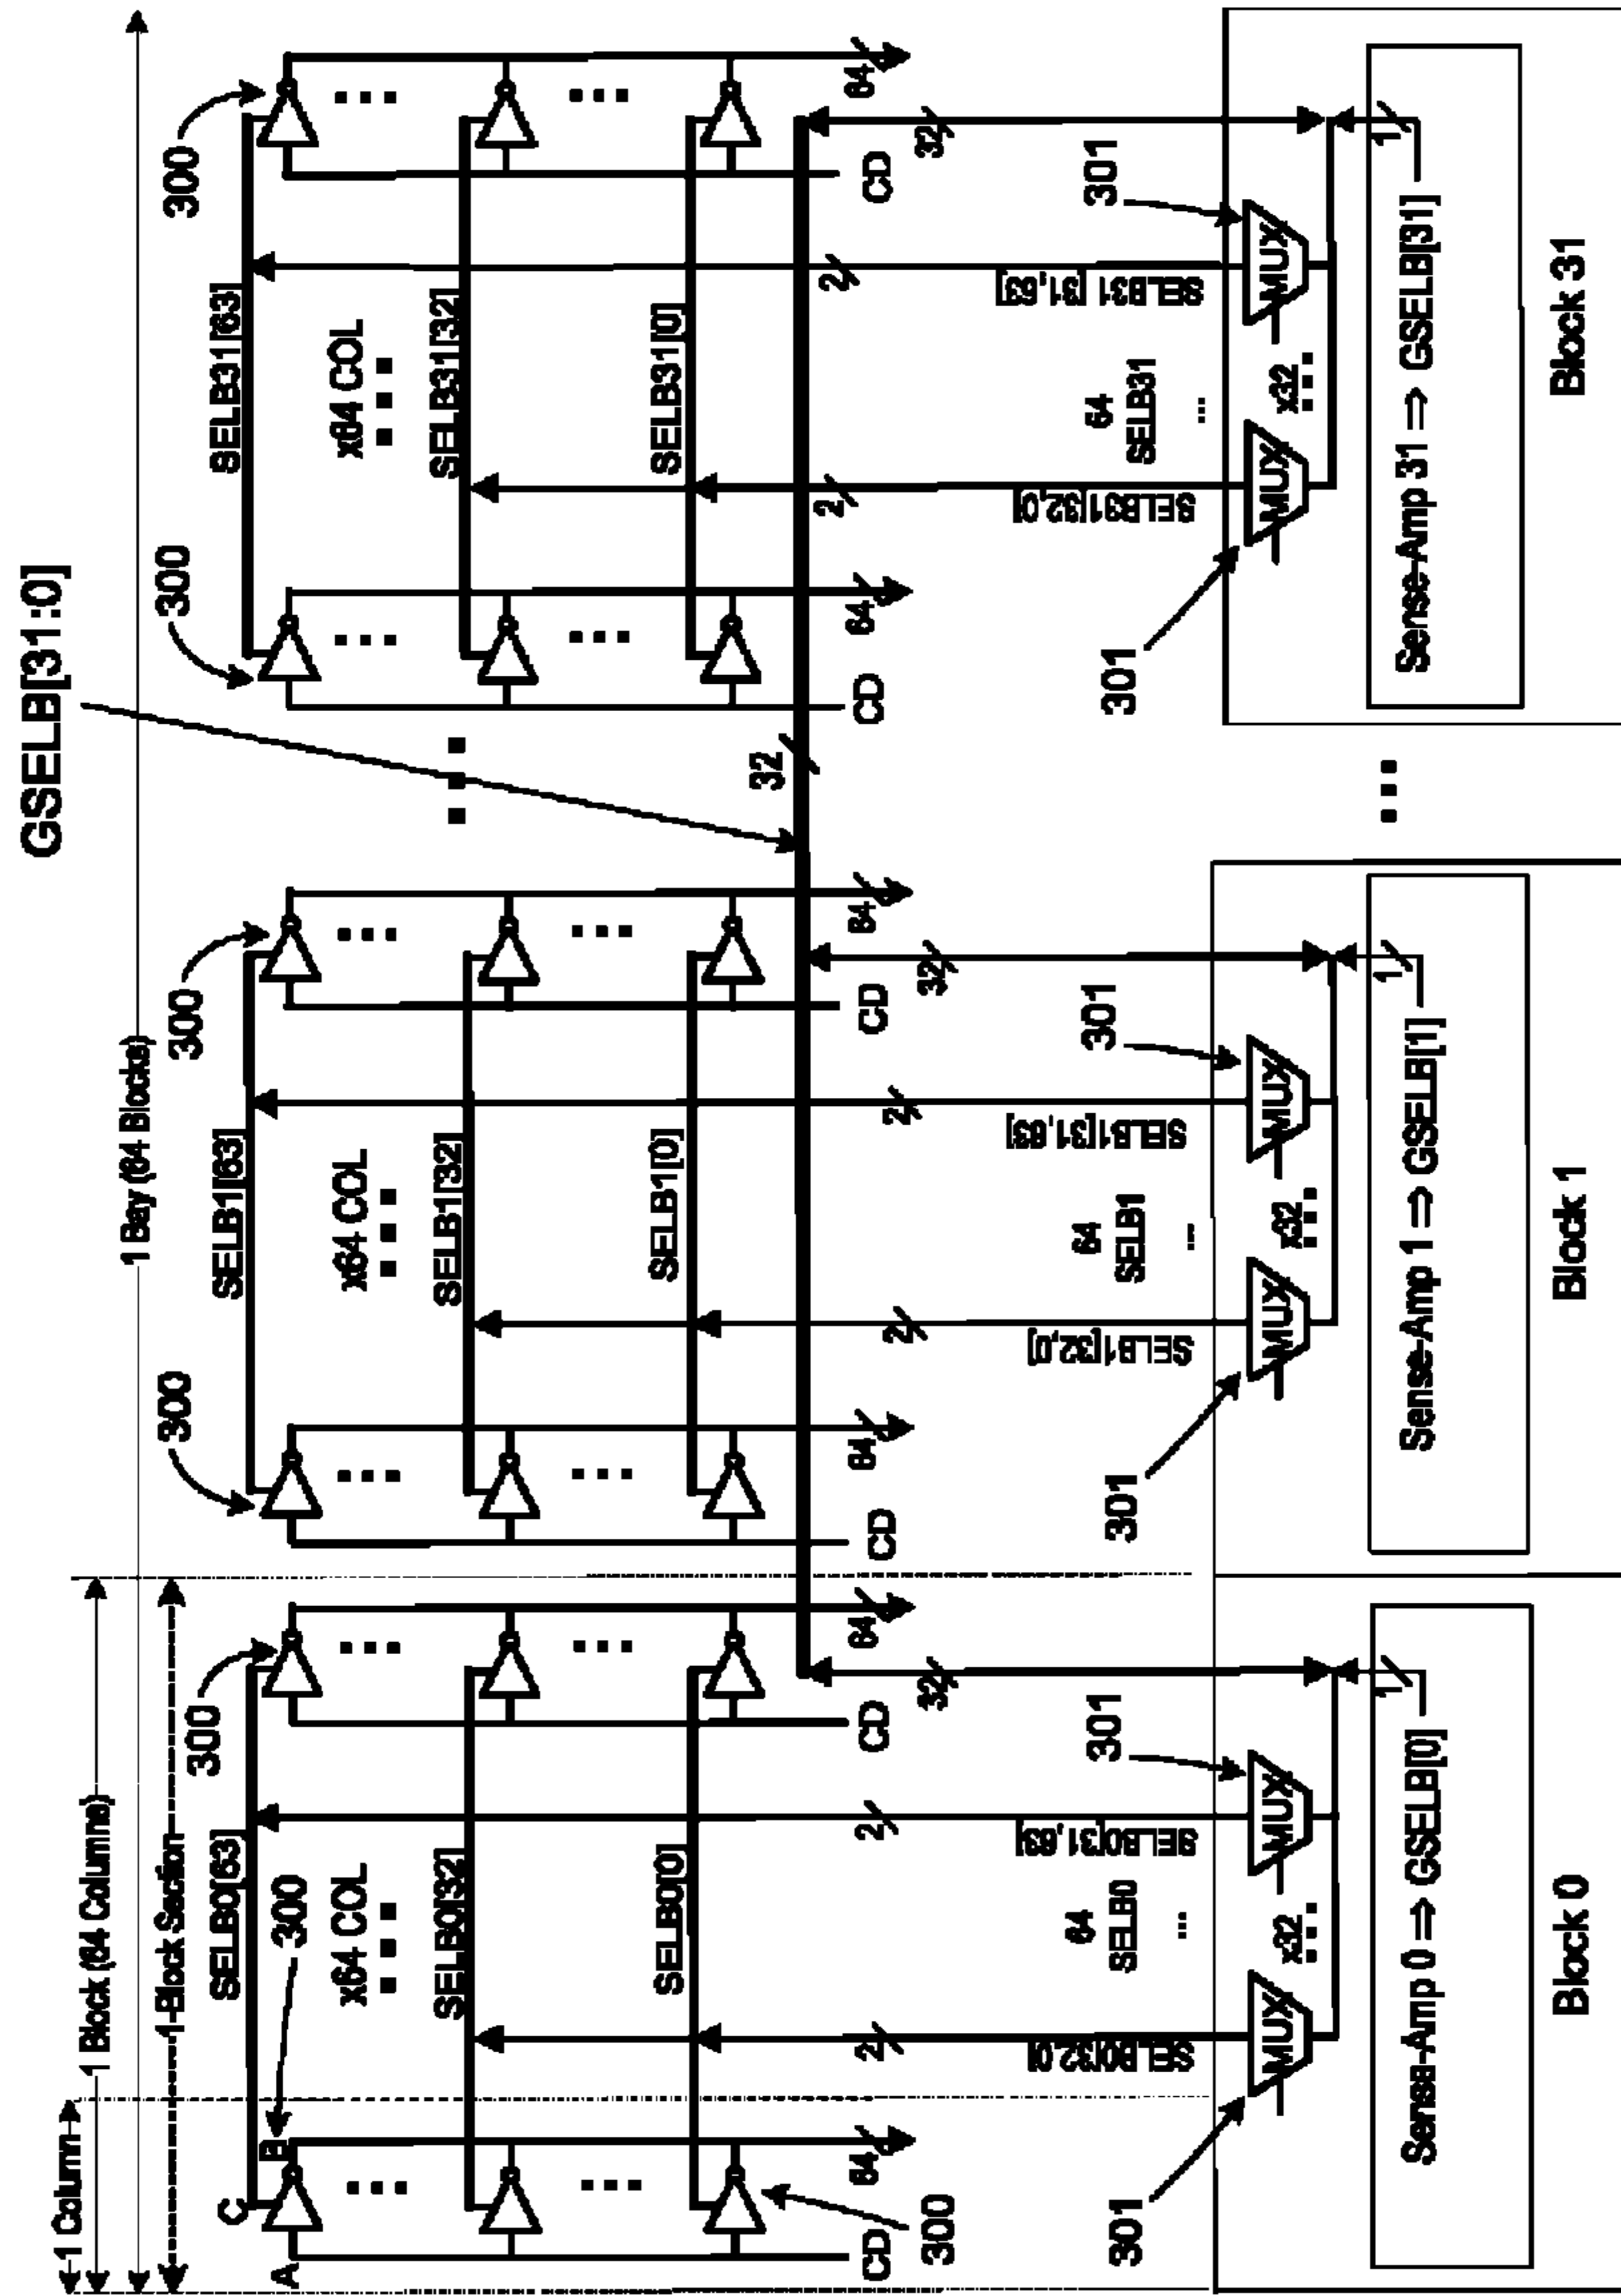 GSELB[31:0]
1 Column
1 Block (64 Columns)
1 Bay (64 Blocks)
1-Block Section
300
300
300
300
300
C
SELB0[63]
SELB1[63]
SELB31[63]
A
B
300
x64 COL
x64 COL
x64 COL
SELB0[32]
SELB1[32]
SELB31[32]
SELB0[0]
SELB1[0]
SELB31[0]
32
CD
64
CD
64
CD
64
CD
64
CD
64
CD
64
300
2
2
32
2
2
32
2
2
32
SELB0[32,0]
64
SELB0
SELB0[31,63]
SELB1[32,0]
64
SELB1
SELB1[31,63]
SELB31[32,0]
64
SELB31
SELB31[31,63]
301
301
301
301
301
301
MUX
x32
MUX
MUX
x32
MUX
MUX
x32
MUX
1
1
1
Sense-Amp 0 => GSELB[0]
Sense-Amp 1 => GSELB[1]
Sense-Amp 31 => GSELB[31]
Block 0
Block 1
Block 31